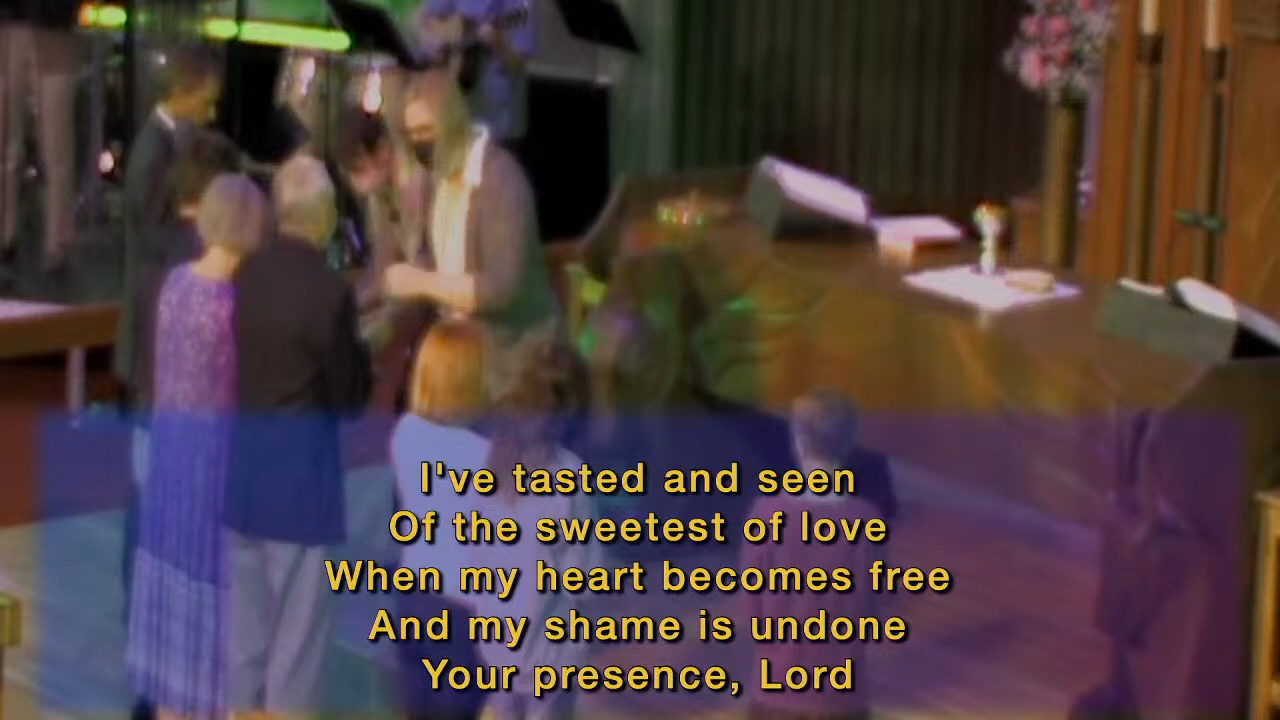 I've tasted and seen
Of the sweetest of love
When my heart becomes free
And my shame is undone
Your presence, Lord